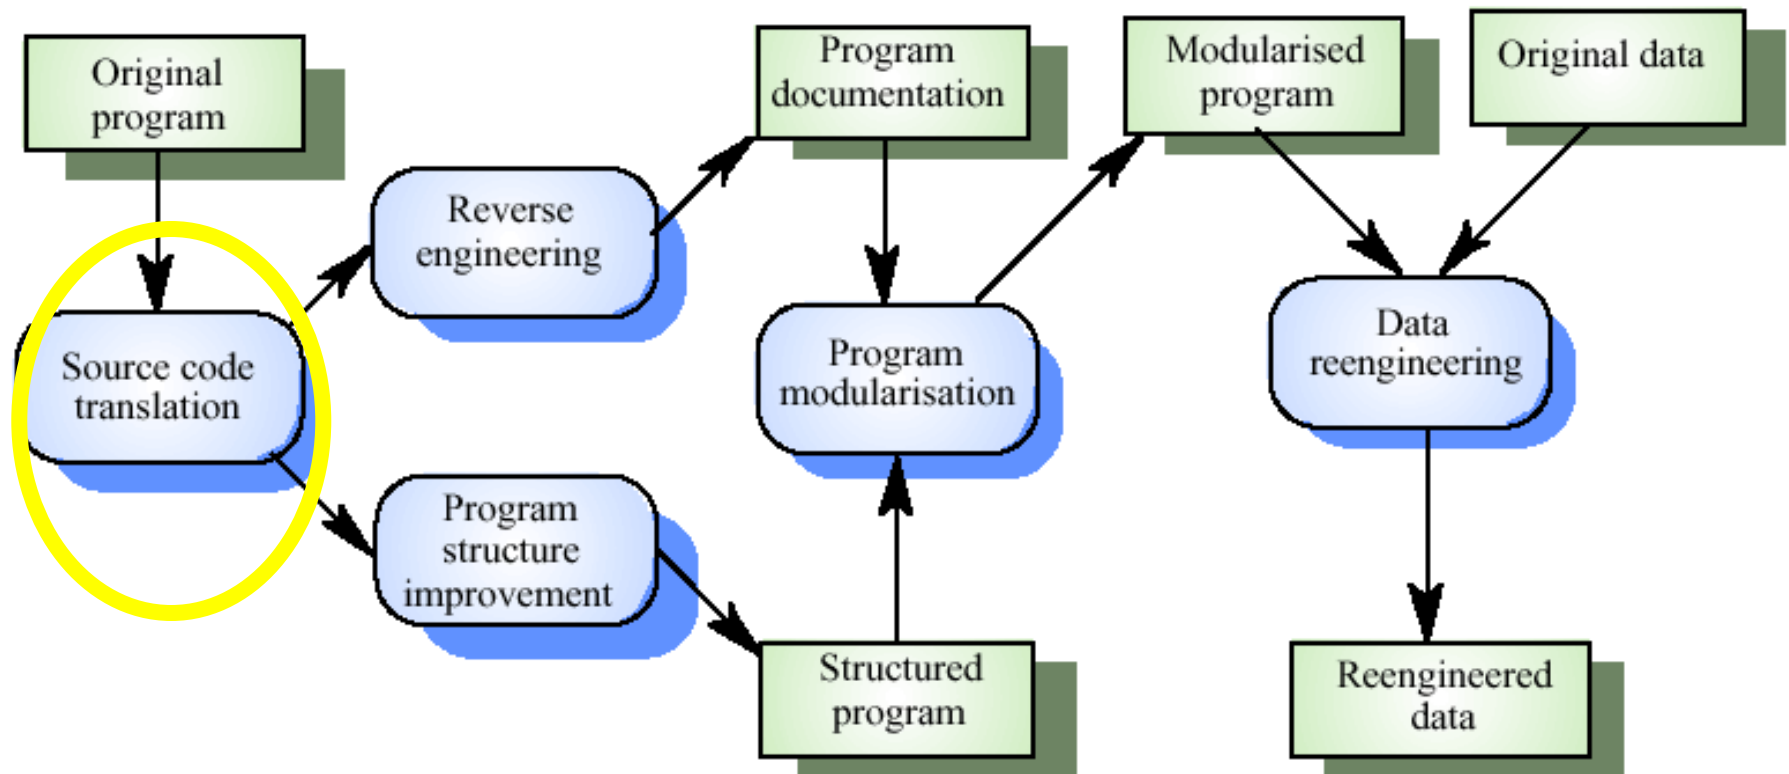 Original
program
Source code
translation
Reverse
engineering
Program
structure
improvement
Program
documentation
Program
modularisation
Structured
program
Modularised
program
Original data
Data
reengineering
Reengineered
data